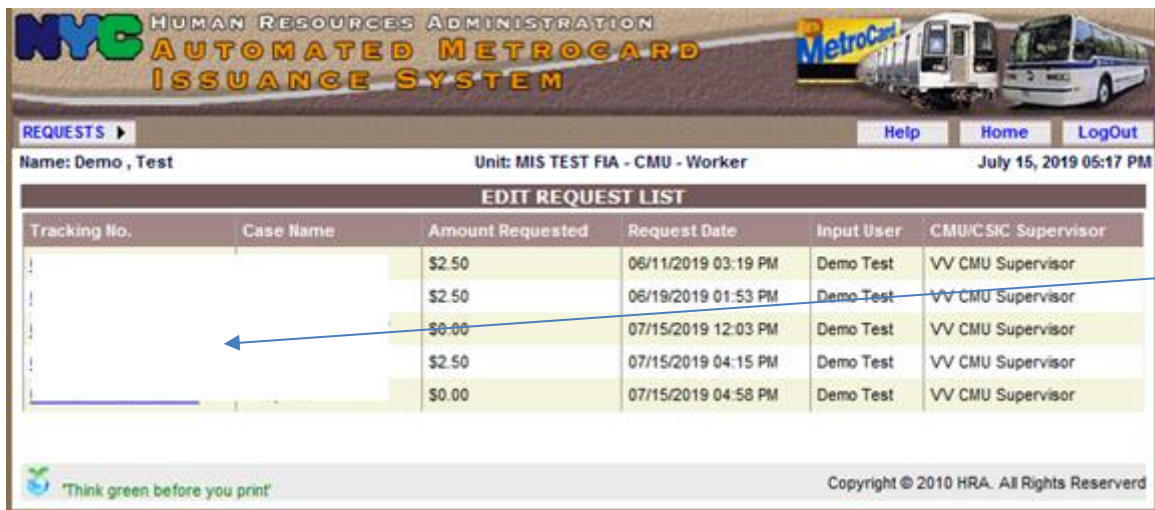 NYC HUMAN RESOURCES ADMINISTRATION
AUTOMATED METROCARD
ISSUANCE SYSTEM
MetroCard
REQUESTS Help Home LogOut
Name: Demo , Test Unit: MIS TEST FIA - CMU - Worker July 15, 2019 05:17 PM
EDIT REQUEST LIST
Tracking No. Case Name Amount Requested Request Date Input User CMU/CSIC Supervisor
$2.50 06/11/2019 03:19 PM Demo Test VV CMU Supervisor
$2.50 06/19/2019 01:53 PM Demo Test VV CMU Supervisor
$0.00 07/15/2019 12:03 PM Demo Test VV CMU Supervisor
$2.50 07/15/2019 04:15 PM Demo Test VV CMU Supervisor
$0.00 07/15/2019 04:58 PM Demo Test VV CMU Supervisor
'Think green before you print' Copyright © 2010 HRA. All Rights Reserverd